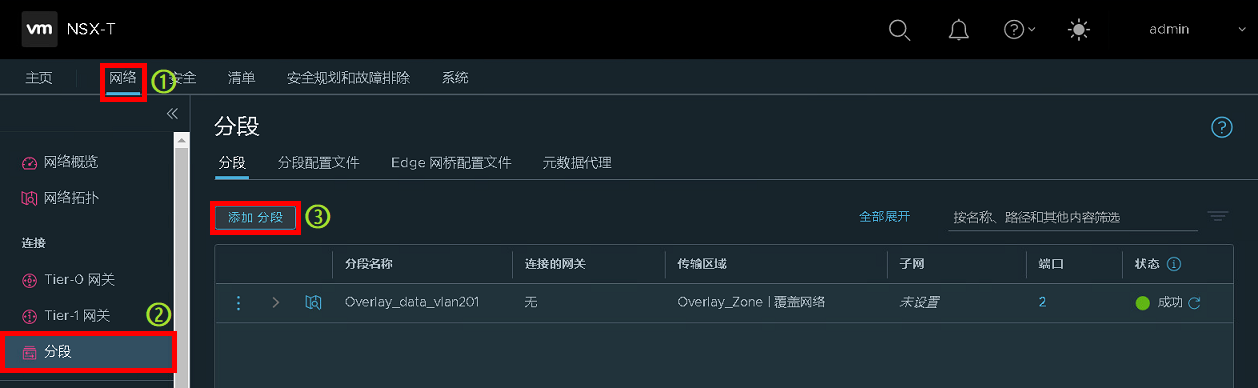 vm NSX-T admin
主页 网络 ① 安全 清单 安全规划和故障排除 系统
分段
分段 分段配置文件 Edge 网桥配置文件 元数据代理
网络概览
网络拓扑
添加 分段 ③ 全部展开 按名称、路径和其他内容筛选
连接
分段名称 连接的网关 传输区域 子网 端口 状态
Tier-0 网关
Overlay_data_vlan201 无 Overlay_Zone | 覆盖网络 未设置 2 成功
Tier-1 网关 ②
分段